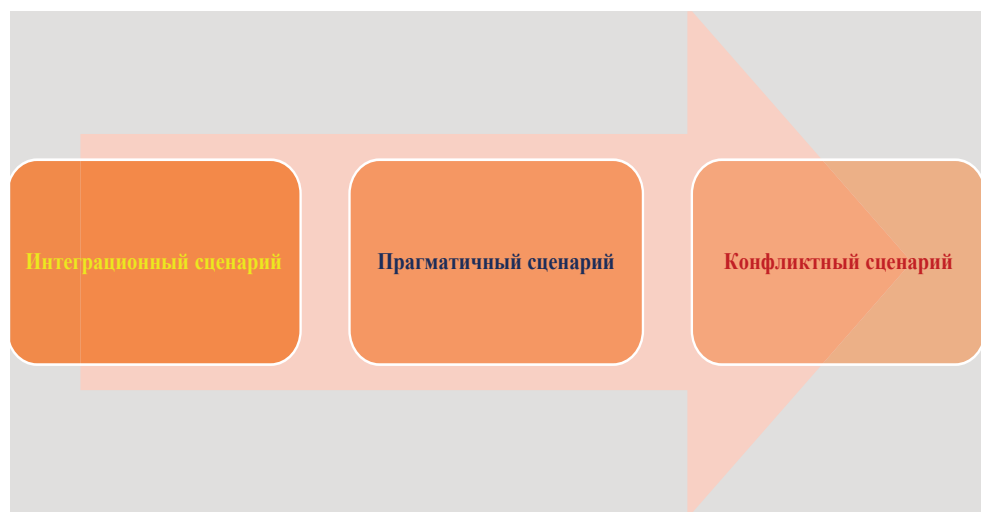 Интеграционный сценарий
Прагматичный сценарий
Конфликтный сценарий